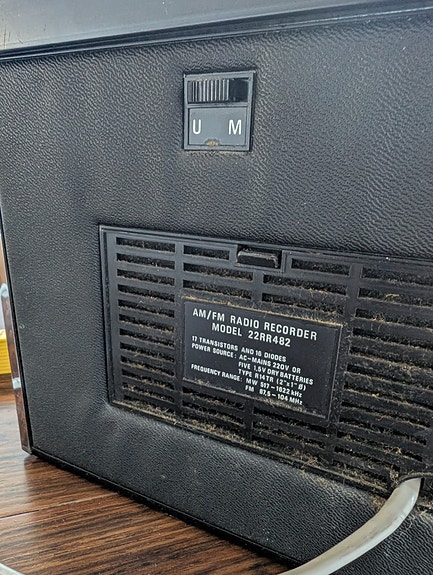 U M
AM/FM RADIO RECORDER
MODEL 22RR482
17 TRANSISTORS AND 10 DIODES
POWER SOURCE: AC-MAINS 220V OR
FIVE 1,5V DRY BATTERIES
TYPE R14TR (2"x1" Ø)
FREQUENCY RANGE: MW 517-1622 kHz
FM 87.5-104 MHz